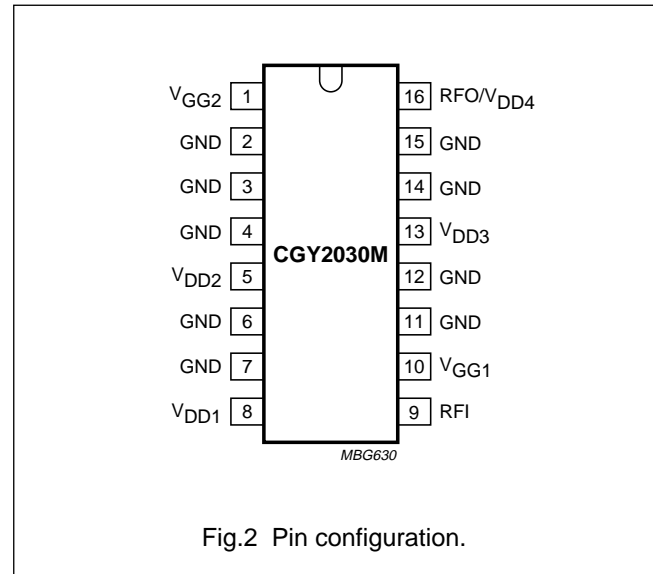 VGG2 1 16 RFO/VDD4
GND 2 15 GND
GND 3 14 GND
GND 4 13 VDD3
CGY2030M
VDD2 5 12 GND
GND 6 11 GND
GND 7 10 VGG1
VDD1 8 9 RFI
MBG630
Fig.2 Pin configuration.